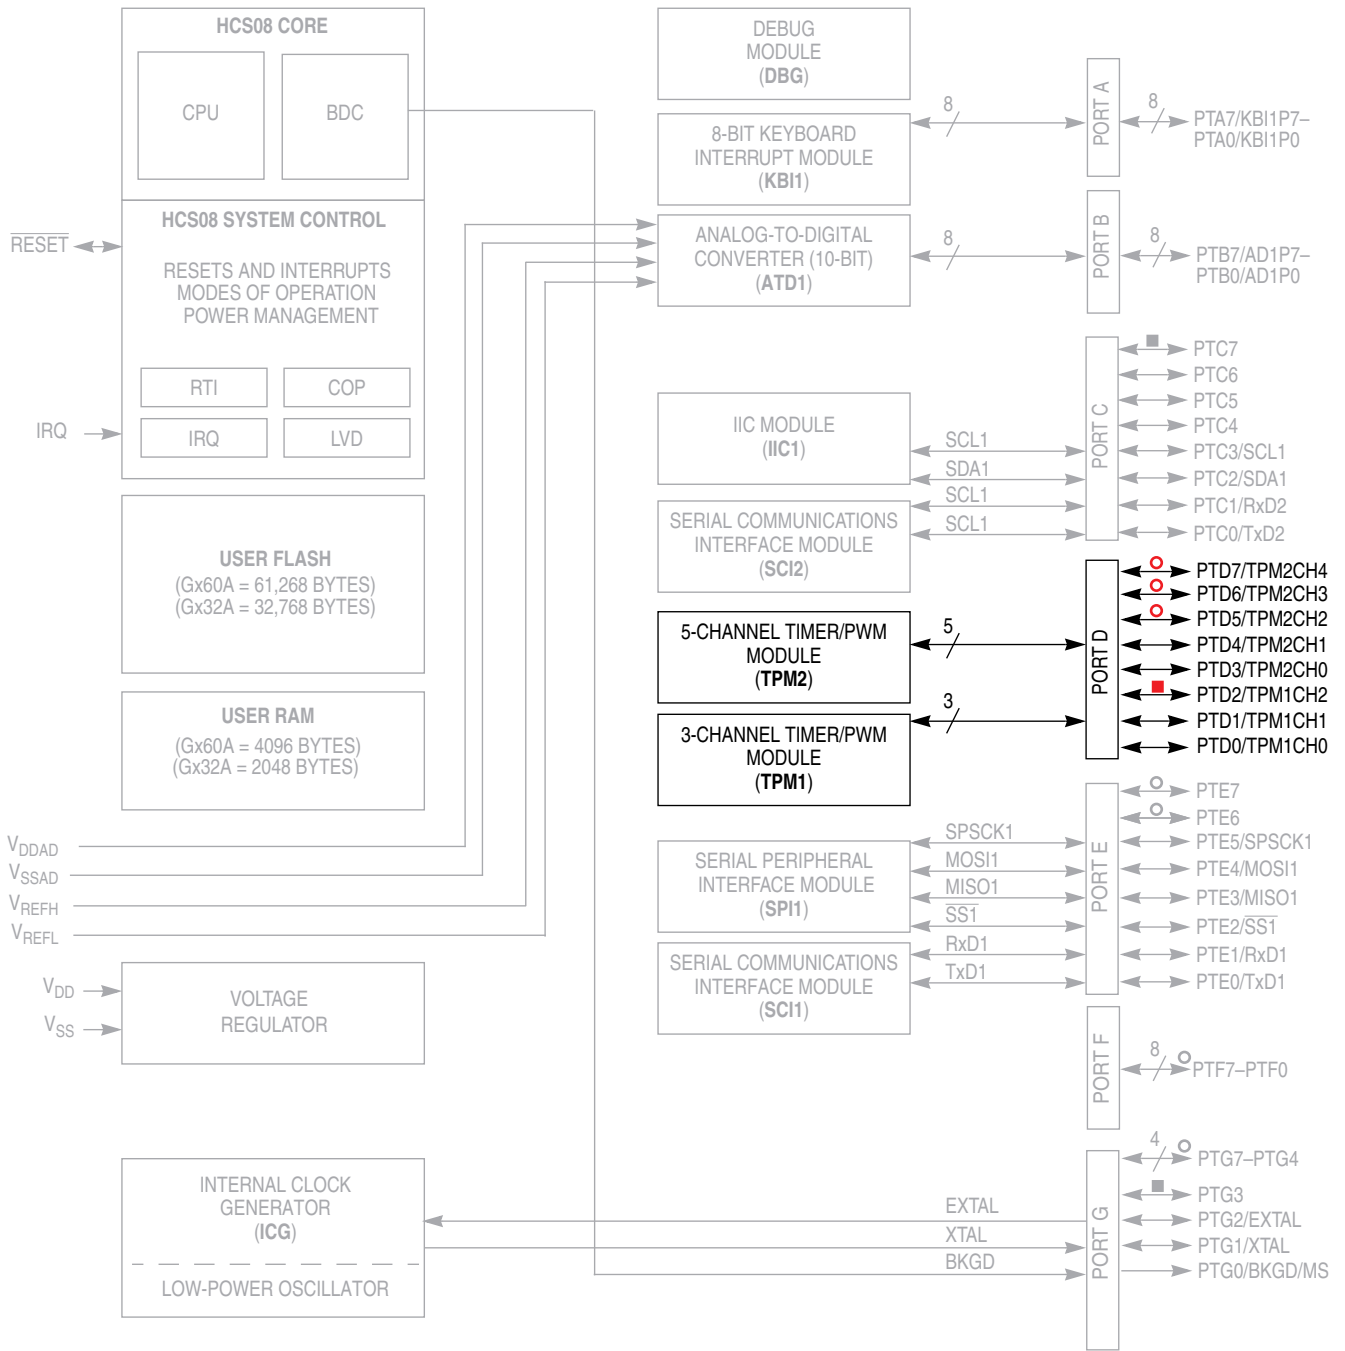 HCS08 CORE
CPU
BDC
HCS08 SYSTEM CONTROL
RESETS AND INTERRUPTS
MODES OF OPERATION
POWER MANAGEMENT
RTI
COP
IRQ
LVD
RESET
IRQ
USER FLASH
(Gx60A = 61,268 BYTES)
(Gx32A = 32,768 BYTES)
USER RAM
(Gx60A = 4096 BYTES)
(Gx32A = 2048 BYTES)
VDDAD
VSSAD
VREFH
VREFL
VDD
VSS
VOLTAGE
REGULATOR
INTERNAL CLOCK
GENERATOR
(ICG)
LOW-POWER OSCILLATOR
DEBUG
MODULE
(DBG)
8-BIT KEYBOARD
INTERRUPT MODULE
(KBI1)
8
PORT A
8
PTA7/KBI1P7–
PTA0/KBI1P0
ANALOG-TO-DIGITAL
CONVERTER (10-BIT)
(ATD1)
8
PORT B
8
PTB7/AD1P7–
PTB0/AD1P0
IIC MODULE
(IIC1)
SCL1
SDA1
SERIAL COMMUNICATIONS
INTERFACE MODULE
(SCI2)
SCL1
SCL1
PORT C
PTC7
PTC6
PTC5
PTC4
PTC3/SCL1
PTC2/SDA1
PTC1/RxD2
PTC0/TxD2
5-CHANNEL TIMER/PWM
MODULE
(TPM2)
5
3-CHANNEL TIMER/PWM
MODULE
(TPM1)
3
PORT D
PTD7/TPM2CH4
PTD6/TPM2CH3
PTD5/TPM2CH2
PTD4/TPM2CH1
PTD3/TPM2CH0
PTD2/TPM1CH2
PTD1/TPM1CH1
PTD0/TPM1CH0
SERIAL PERIPHERAL
INTERFACE MODULE
(SPI1)
SPSCK1
MOSI1
MISO1
SS1
SERIAL COMMUNICATIONS
INTERFACE MODULE
(SCI1)
RxD1
TxD1
PORT E
PTE7
PTE6
PTE5/SPSCK1
PTE4/MOSI1
PTE3/MISO1
PTE2/SS1
PTE1/RxD1
PTE0/TxD1
PORT F
8
PTF7–PTF0
EXTAL
XTAL
BKGD
PORT G
4
PTG7–PTG4
PTG3
PTG2/EXTAL
PTG1/XTAL
PTG0/BKGD/MS